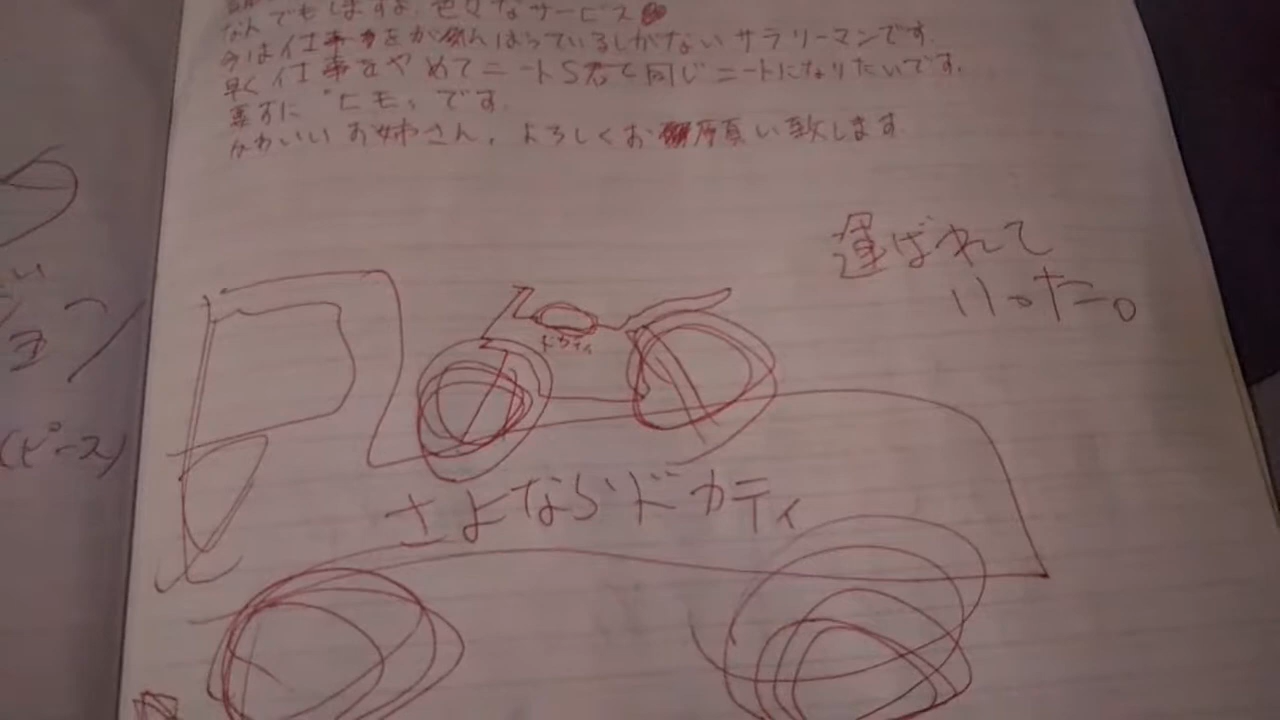 なんでもしますよ。色々なサービス
今は仕事をがんばっているしがないサラリーマンです。
早く仕事をやめてニートS君と同じニートになりたいです。
要するに「ヒモ」です。
かわいいお姉さん、よろしくお願い致します。
運ばれて
いった。
ドカティ
さよならドカティ
ョン
(ピース)